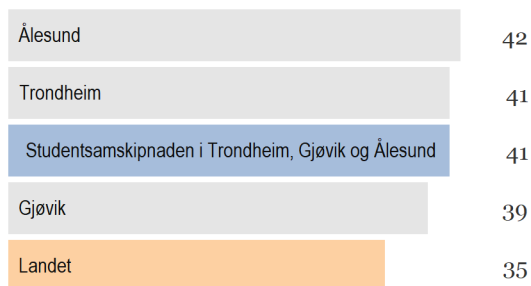 Ålesund 42
Trondheim 41
Studentsamskipnaden i Trondheim, Gjøvik og Ålesund 41
Gjøvik 39
Landet 35